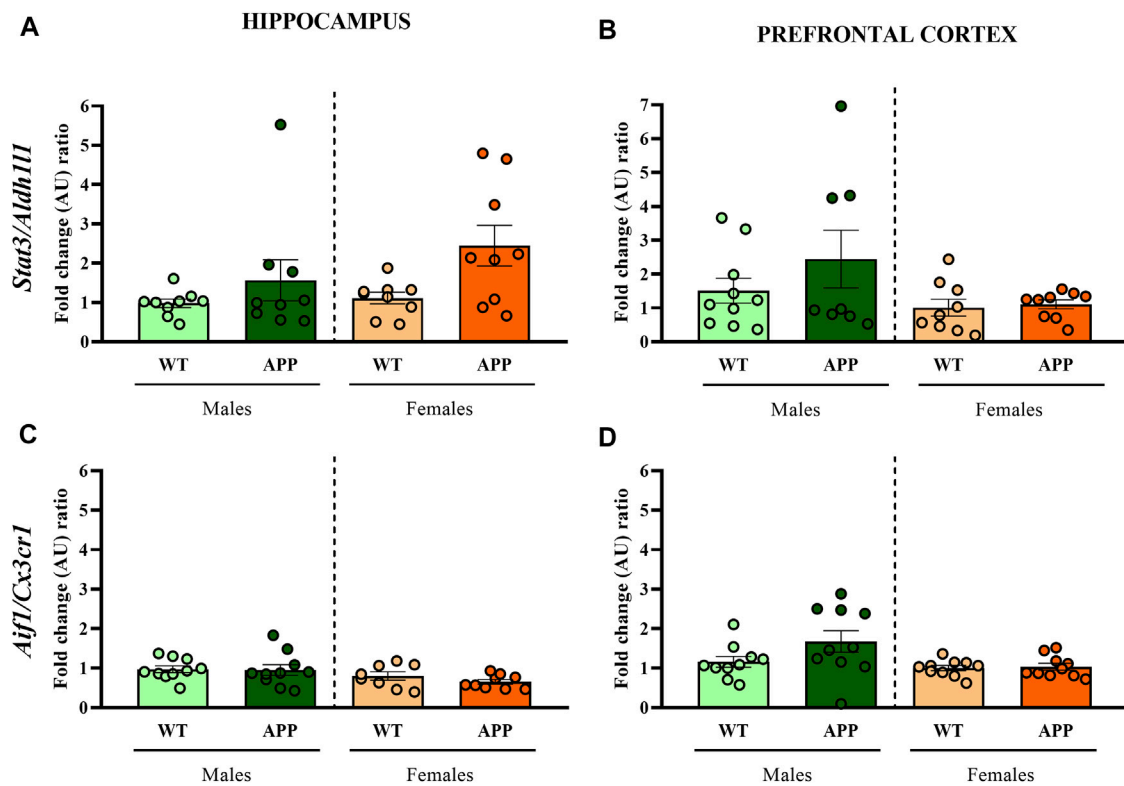 A
HIPPOCAMPUS
B
PREFRONTAL CORTEX
Stat3/Aldh1l1
Fold change (AU) ratio
6
5
4
3
2
1
0
WT
APP
WT
APP
Males
Females
Fold change (AU) ratio
7
6
5
4
3
2
1
0
WT
APP
WT
APP
Males
Females
C
D
Aif1/Cx3cr1
Fold change (AU) ratio
6
5
4
3
2
1
0
WT
APP
WT
APP
Males
Females
Fold change (AU) ratio
6
5
4
3
2
1
0
WT
APP
WT
APP
Males
Females